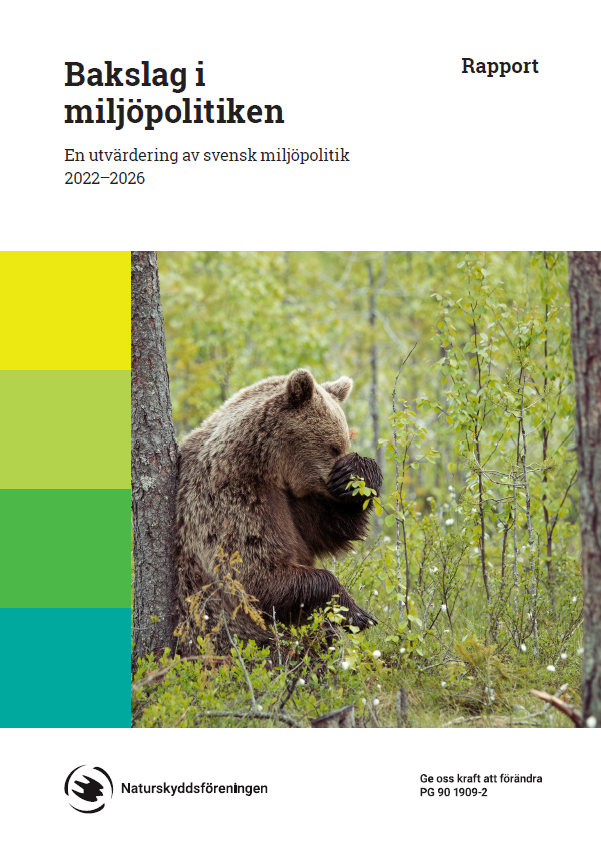 Bakslag i
miljöpolitiken
Rapport
En utvärdering av svensk miljöpolitik
2022–2026
Naturskyddsföreningen
Ge oss kraft att förändra
PG 90 1909-2